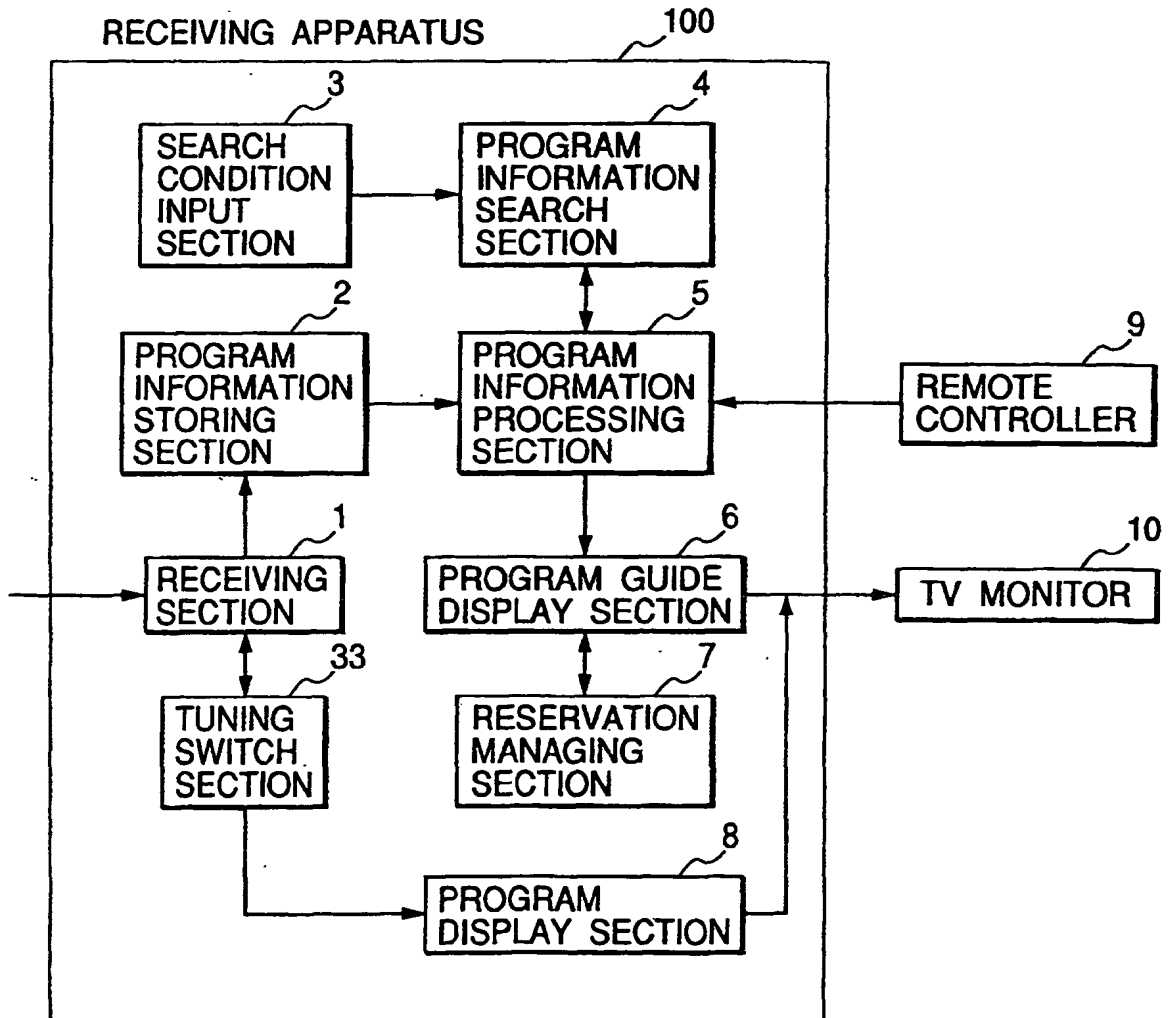 RECEIVING APPARATUS
100
3
SEARCH
CONDITION
INPUT
SECTION
4
PROGRAM
INFORMATION
SEARCH
SECTION
2
PROGRAM
INFORMATION
STORING
SECTION
5
PROGRAM
INFORMATION
PROCESSING
SECTION
9
REMOTE
CONTROLLER
1
RECEIVING
SECTION
6
PROGRAM GUIDE
DISPLAY SECTION
10
TV MONITOR
33
TUNING
SWITCH
SECTION
7
RESERVATION
MANAGING
SECTION
8
PROGRAM
DISPLAY SECTION